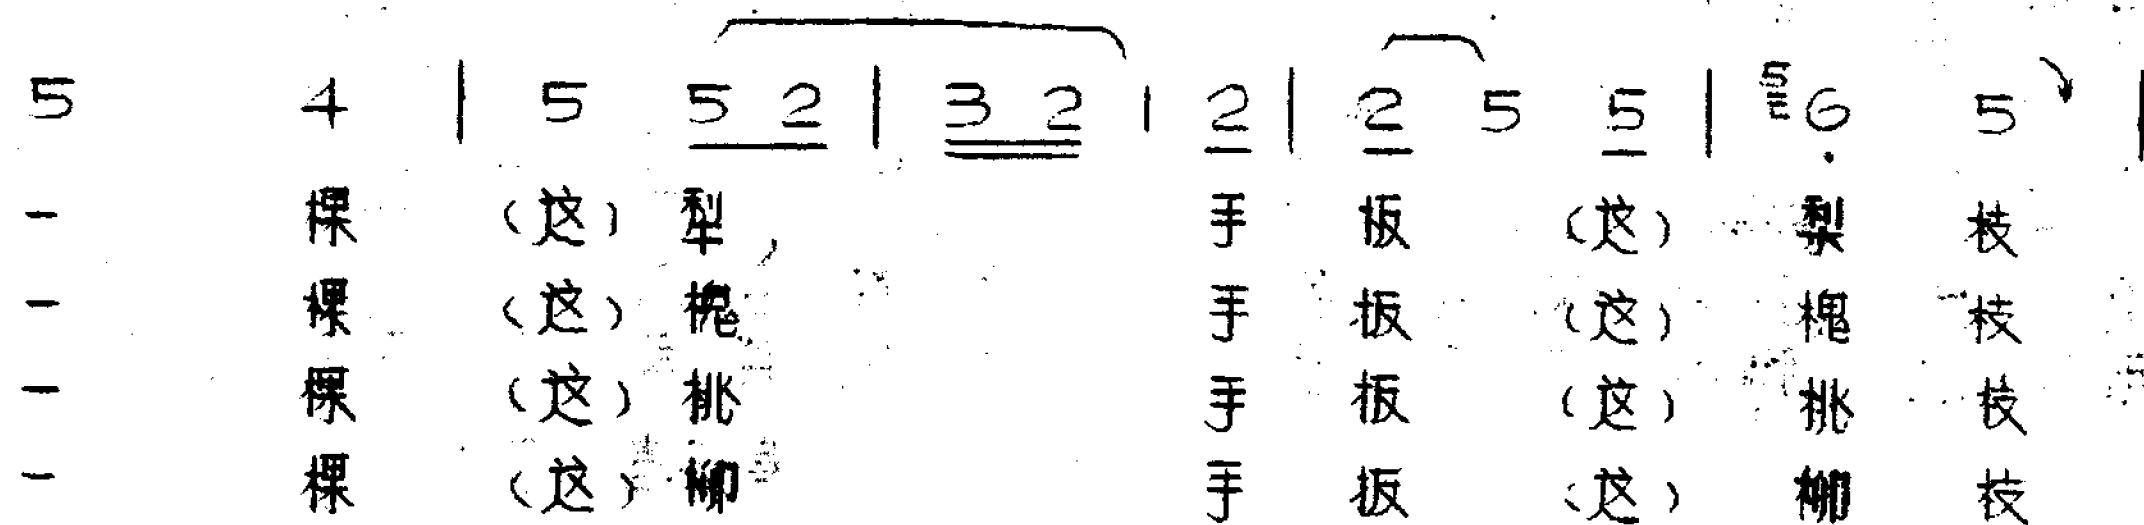 5 4 | 5 5 2 | 3 2 | 2 | 2 5 5 | 5 6 5 |
一 棵 （这） 犁， 手 扳 （这） 梨 枝
一 棵 （这） 槐 手 扳 （这） 槐 枝
一 棵 （这） 桃 手 扳 （这） 桃 枝
一 棵 （这） 柳 手 扳 （这） 柳 枝